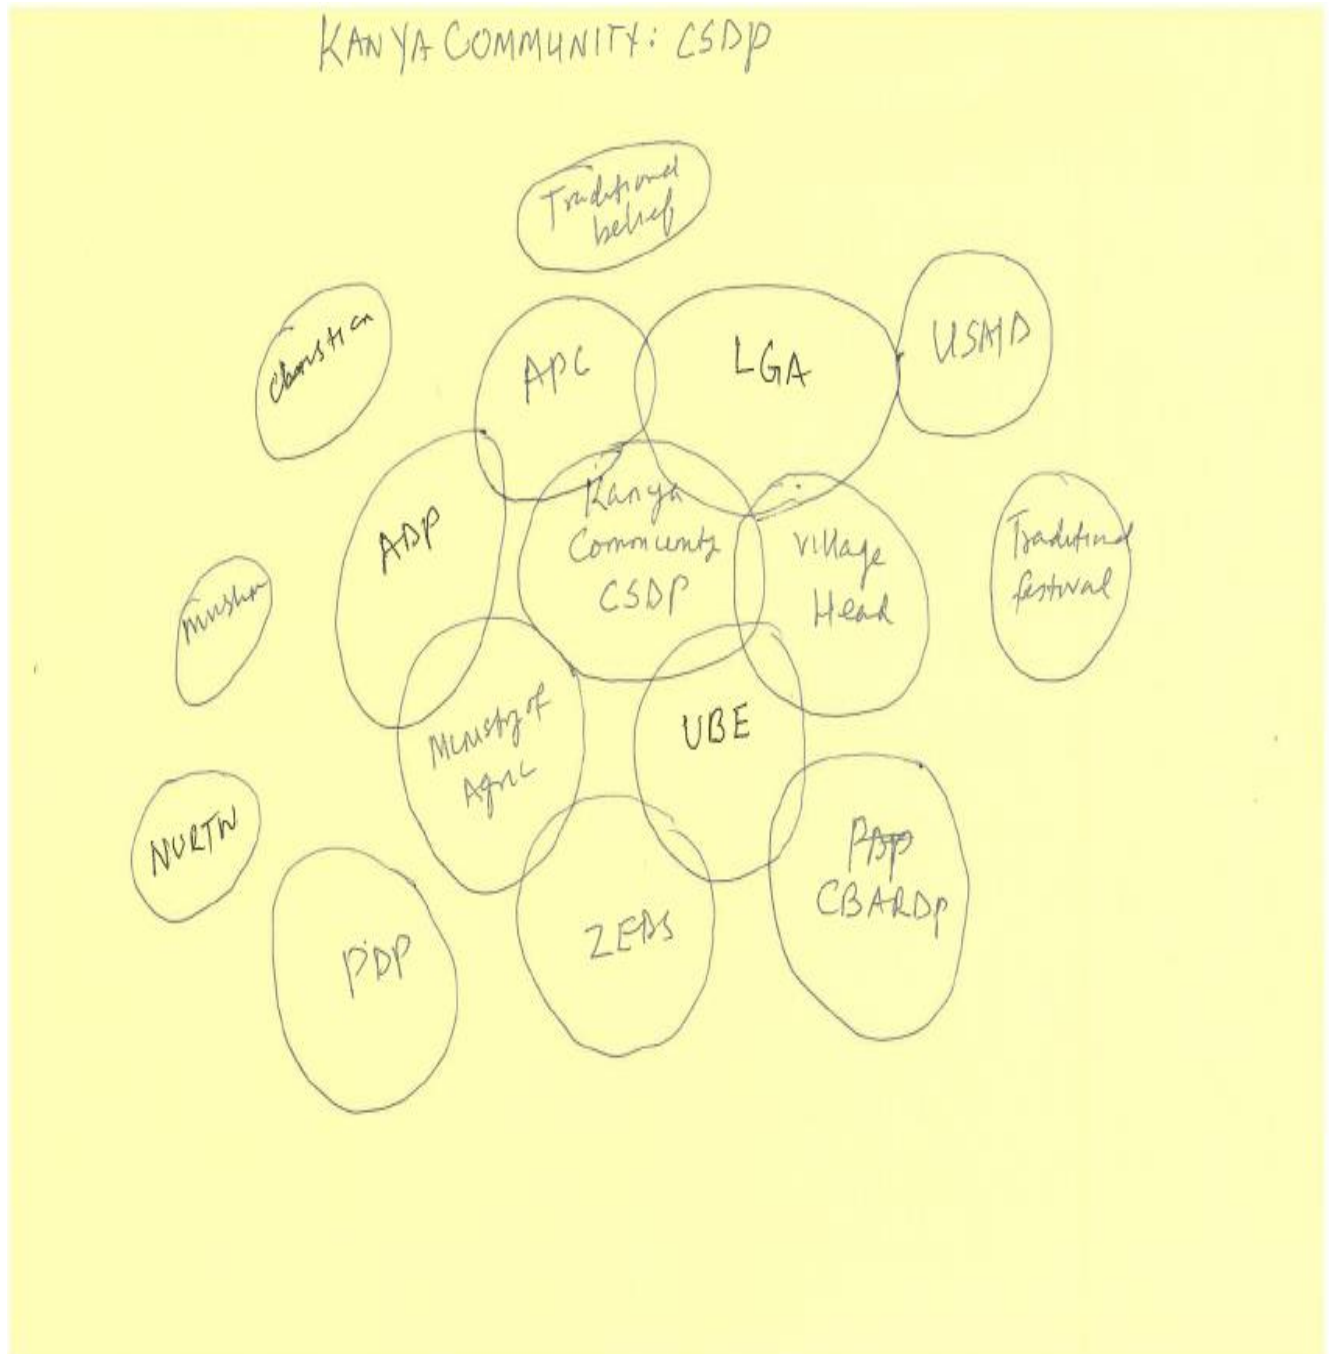 KANYA COMMUNITY: CSDP
Traditional
belief
Christian
APC
LGA
USAID
ADP
Kanya
Community
CSDP
Village
Head
Traditional
festival
Ministry of
Agric
UBE
NURTW
PDP
ZEBS
CBARDP